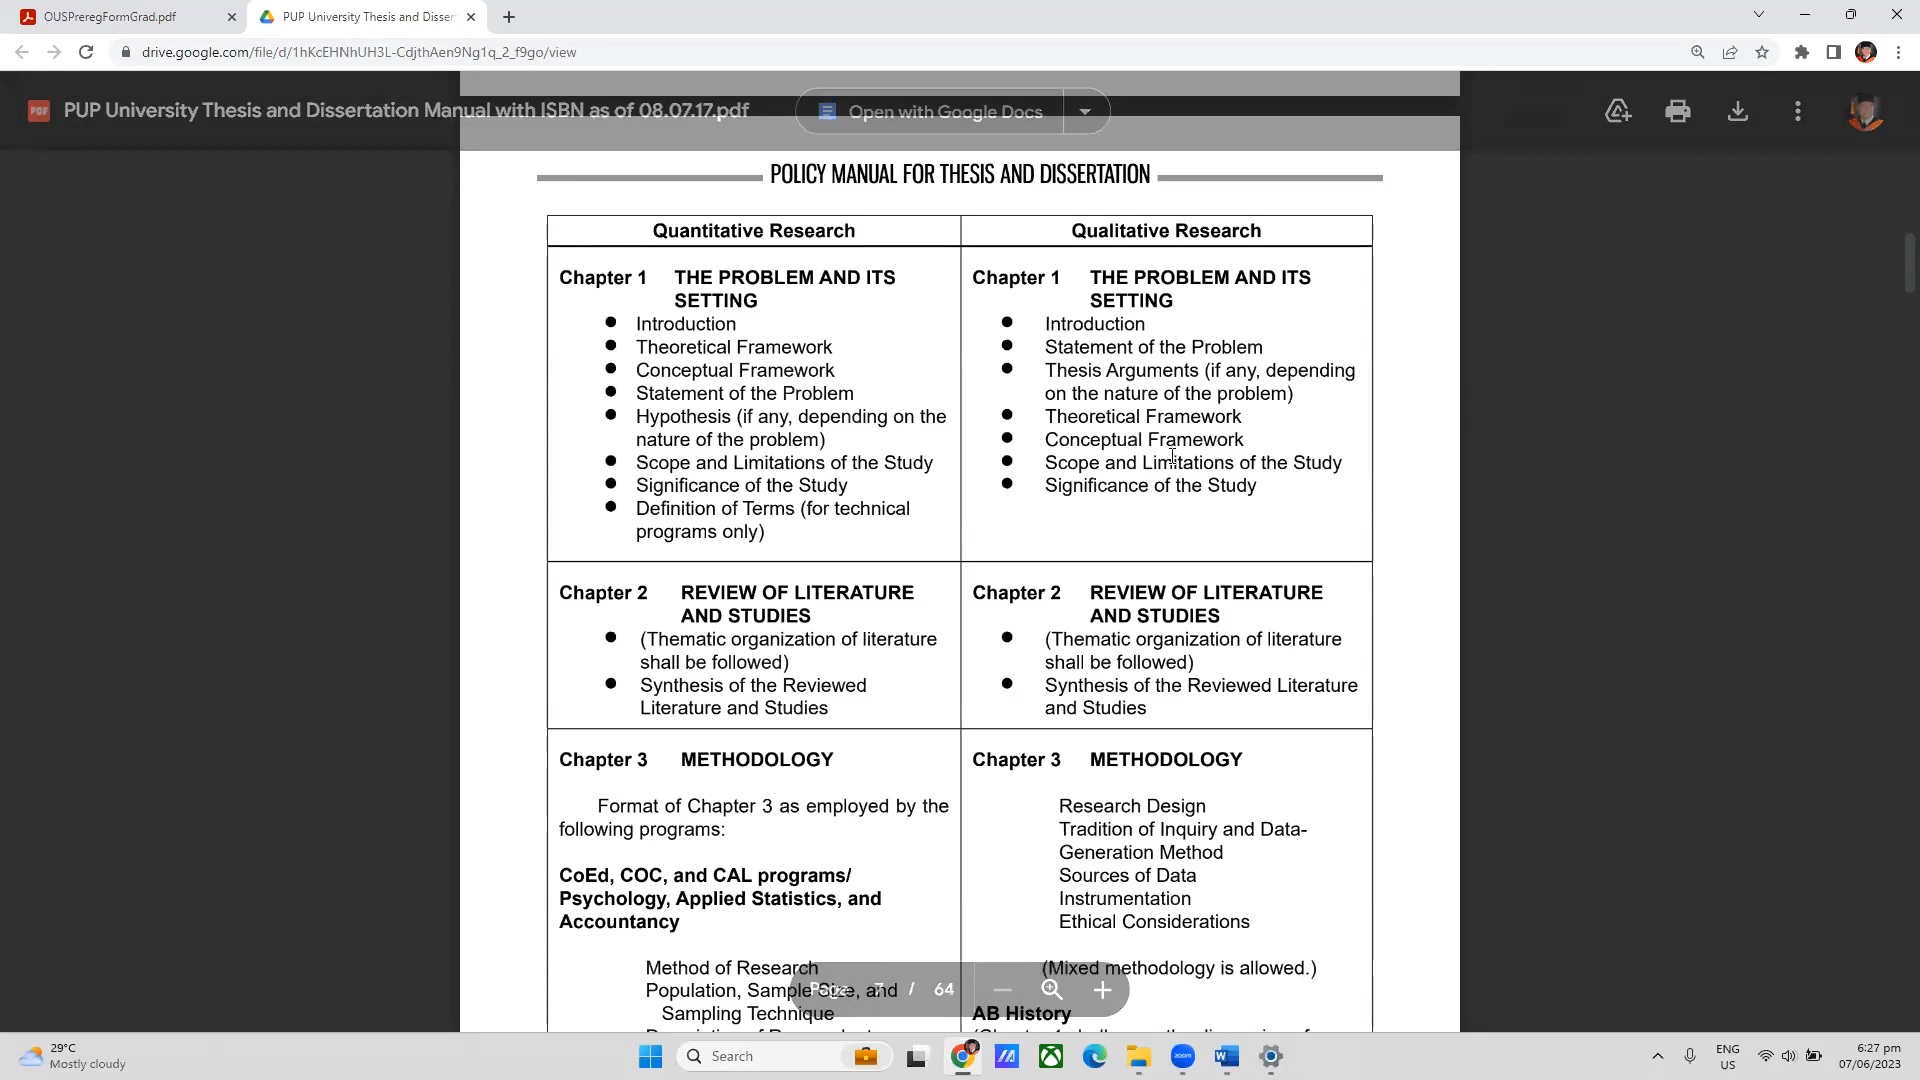 OUSPreregFormGrad.pdf
PUP University Thesis and Disser
drive.google.com/file/d/1hKcEHNhUH3L-CdjthAen9Ng1q_2_f9go/view
PDF
PUP University Thesis and Dissertation Manual with ISBN as of 08.07.17.pdf
Open with Google Docs
POLICY MANUAL FOR THESIS AND DISSERTATION
Quantitative Research
Chapter 1 THE PROBLEM AND ITS
SETTING
● Introduction
● Theoretical Framework
● Conceptual Framework
● Statement of the Problem
● Hypothesis (if any, depending on the
nature of the problem)
● Scope and Limitations of the Study
● Significance of the Study
● Definition of Terms (for technical
programs only)
Chapter 2 REVIEW OF LITERATURE
AND STUDIES
● (Thematic organization of literature
shall be followed)
● Synthesis of the Reviewed
Literature and Studies
Chapter 3 METHODOLOGY
Format of Chapter 3 as employed by the
following programs:
CoEd, COC, and CAL programs/
Psychology, Applied Statistics, and
Accountancy
Method of Research
Population, Sample Size, and
Sampling Technique
Qualitative Research
Chapter 1 THE PROBLEM AND ITS
SETTING
● Introduction
● Statement of the Problem
● Thesis Arguments (if any, depending
on the nature of the problem)
● Theoretical Framework
● Conceptual Framework
● Scope and Limitations of the Study
● Significance of the Study
Chapter 2 REVIEW OF LITERATURE
AND STUDIES
● (Thematic organization of literature
shall be followed)
● Synthesis of the Reviewed Literature
and Studies
Chapter 3 METHODOLOGY
Research Design
Tradition of Inquiry and Data-
Generation Method
Sources of Data
Instrumentation
Ethical Considerations
(Mixed methodology is allowed.)
AB History
Page 7 / 64
29°C
Mostly cloudy
Search
zoom
ENG
US
6:27 pm
07/06/2023